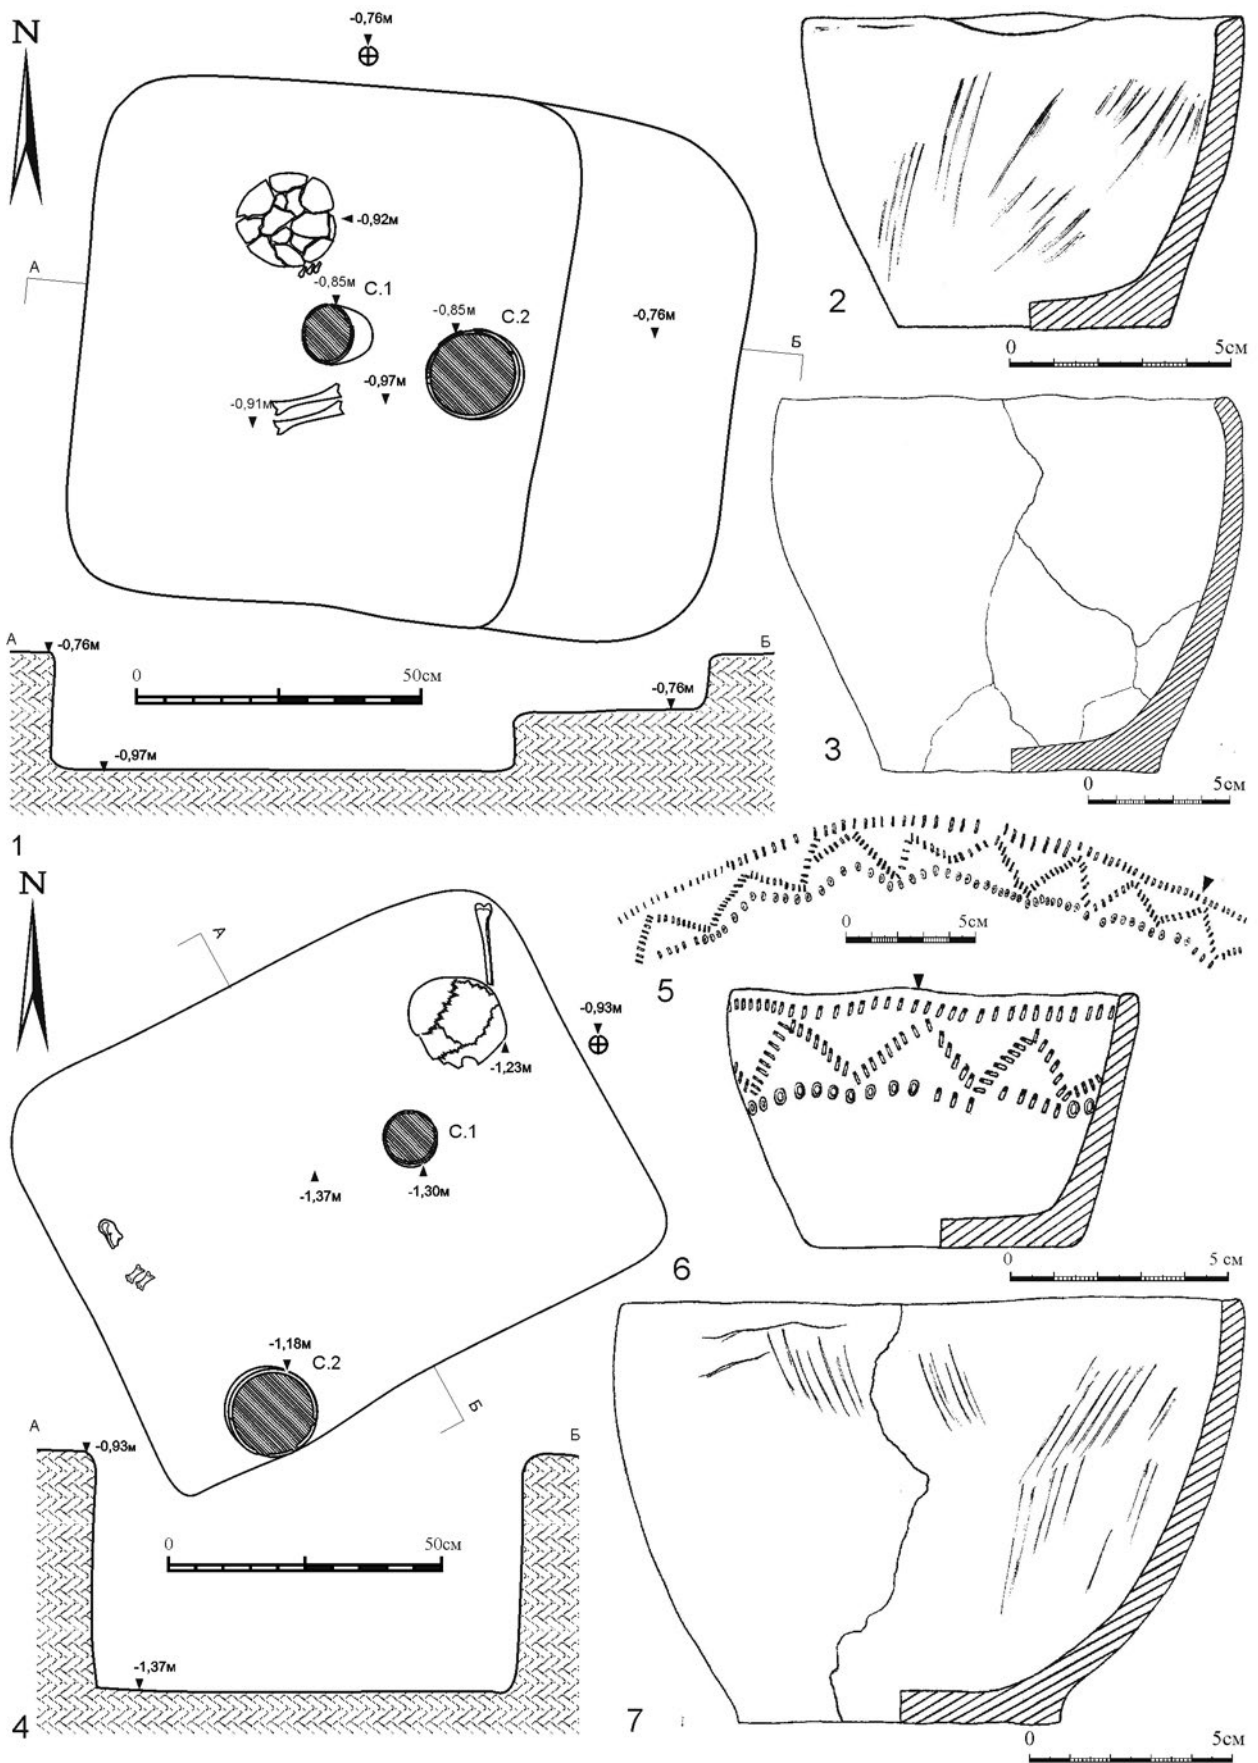 N
-0,76м
-0,92м
А
-0,85м
С.1
-0,85м
С.2
-0,76м
Б
-0,97м
-0,91м
А
-0,76м
Б
0 50см
-0,76м
-0,97м
1
2
0 5см
3
0 5см
N
А
-0,93м
-1,23м
С.1
-1,37м
-1,30м
-1,18м
С.2
Б
А
-0,93м
Б
0 50см
-1,37м
4
0 5см
5
6
0 5 см
7
0 5см